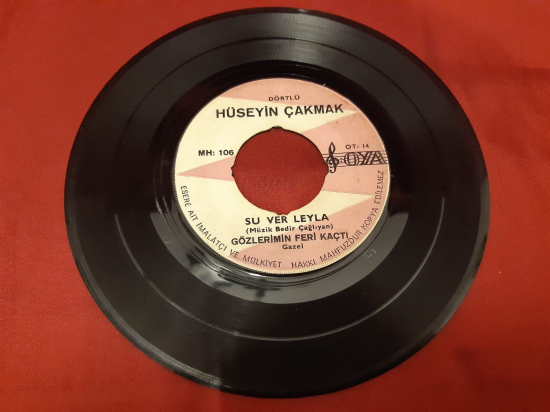 DÖRTLÜ
HÜSEYİN ÇAKMAK
MH: 106
OT- 14
OYA
SU VER LEYLA
(Müzik Bedir Çağlıyan)
GÖZLERİMİN FERİ KAÇTI
Gazel
ESERE AİT İMALATÇI VE MÜLKİYET HAKKI MAHFUZDUR KOPYA EDİLEMEZ